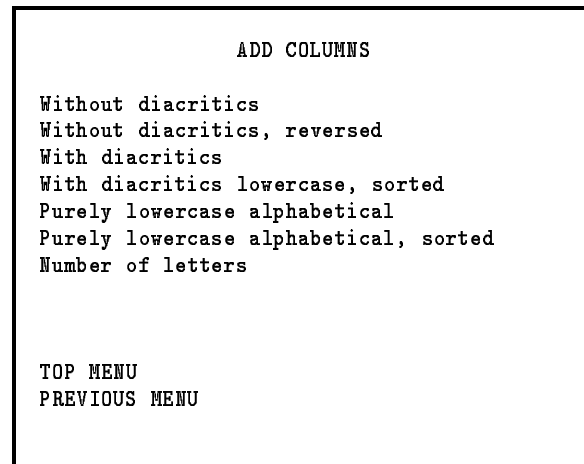 ADD COLUMNS
Without diacritics
Without diacritics, reversed
With diacritics
With diacritics lowercase, sorted
Purely lowercase alphabetical
Purely lowercase alphabetical, sorted
Number of letters
TOP MENU
PREVIOUS MENU